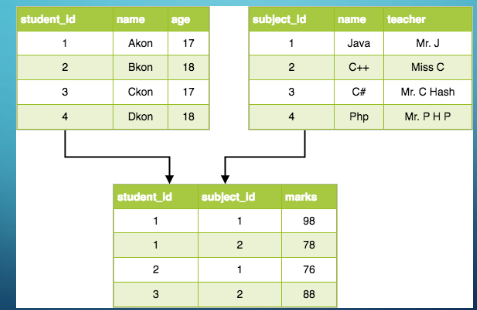 student_id name age
1 Akon 17
2 Bkon 18
3 Ckon 17
4 Dkon 18
subject_id name teacher
1 Java Mr. J
2 C++ Miss C
3 C# Mr. C Hash
4 Php Mr. P H P
student_id subject_id marks
1 1 98
1 2 78
2 1 76
3 2 88